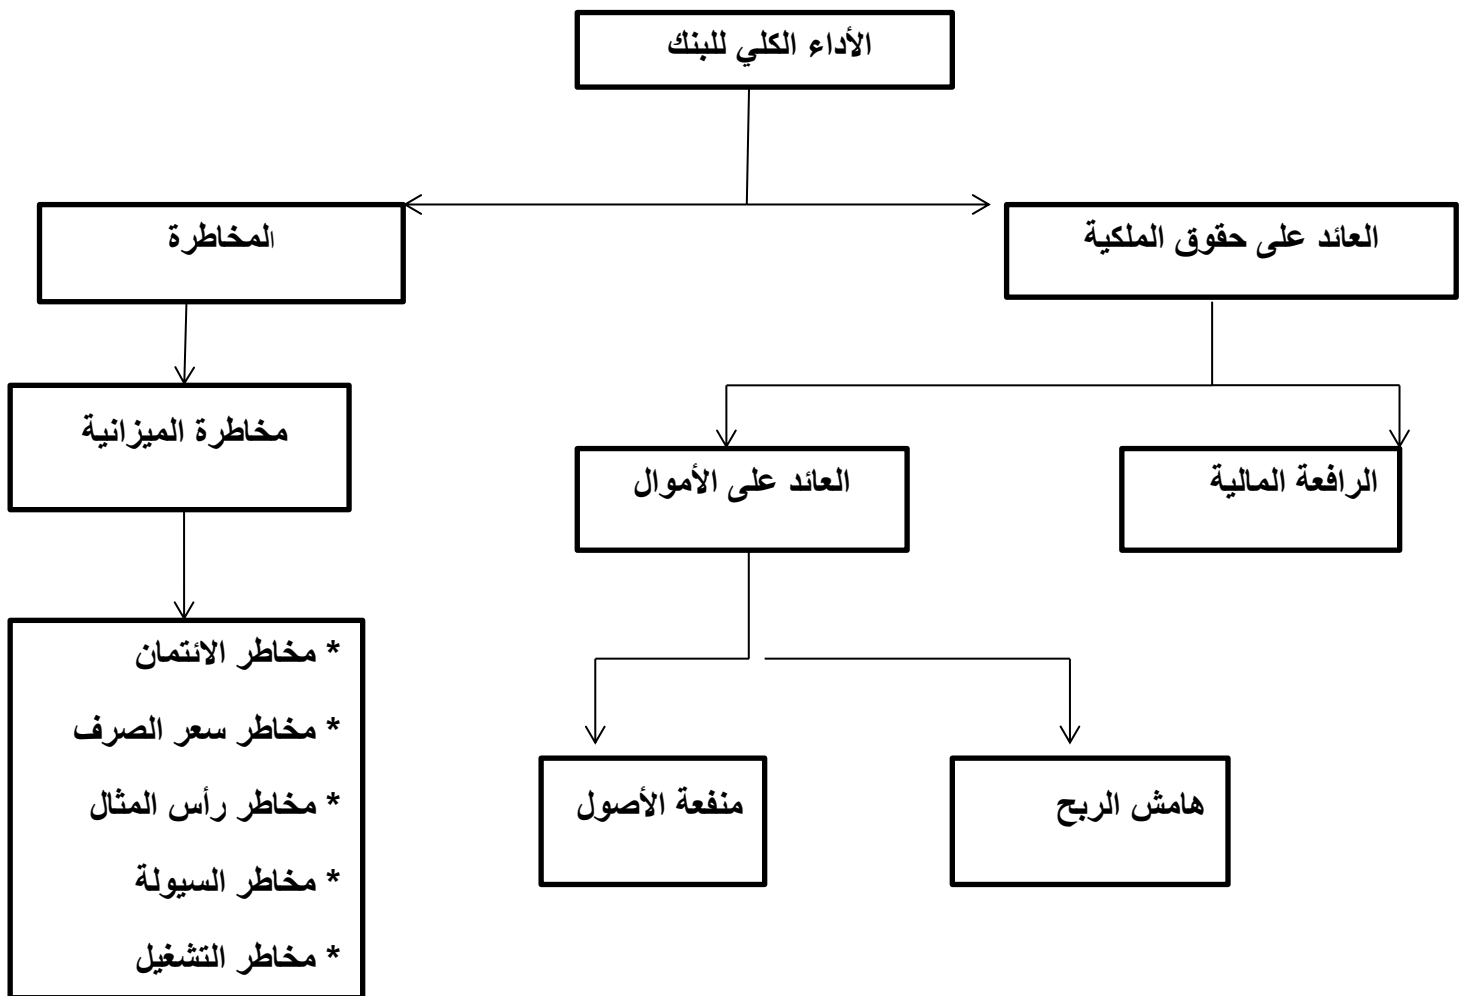 الأداء الكلي للبنك
العائد على حقوق الملكية
المخاطرة
الرافعة المالية
العائد على الأموال
مخاطرة الميزانية
هامش الربح
منفعة الأصول
* مخاطر الائتمان
* مخاطر سعر الصرف
* مخاطر رأس المثال
* مخاطر السيولة
* مخاطر التشغيل